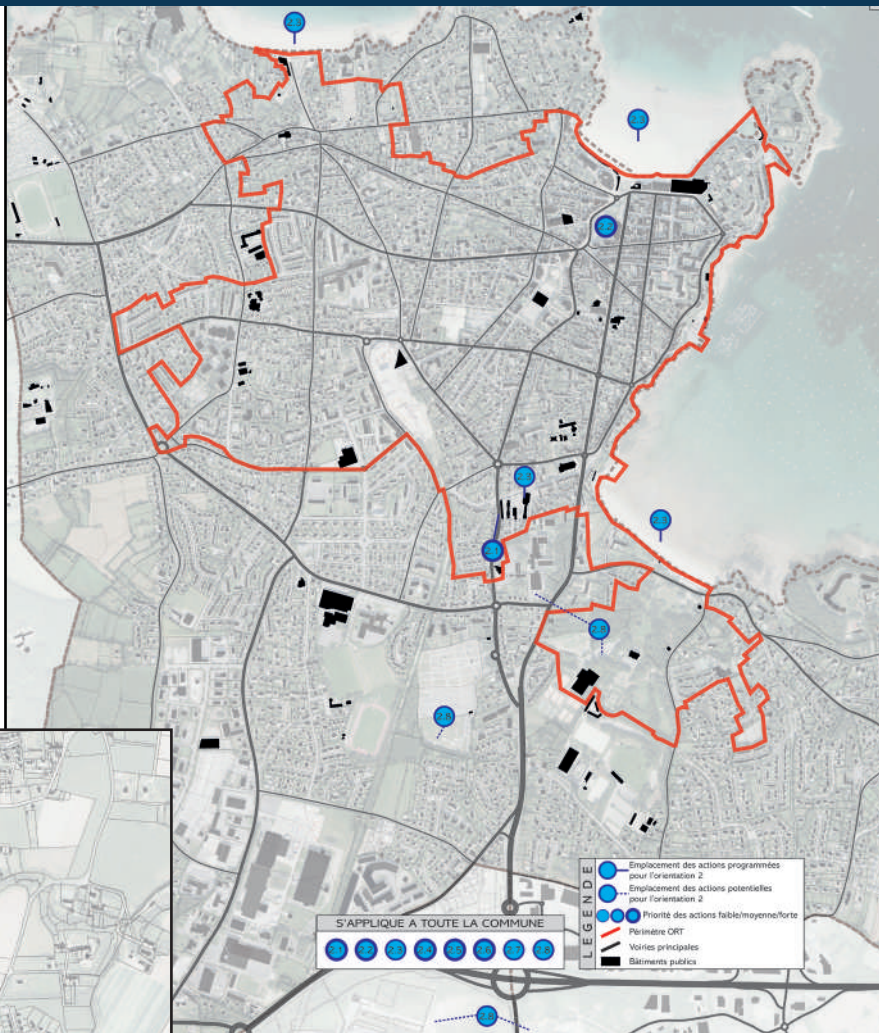 S'APPLIQUE A TOUTE LA COMMUNE
2.1 2.2 2.3 2.4 2.5 2.6 2.7 2.8
LEGENDE
Emplacement des actions programmées
pour l'orientation 2
Emplacement des actions potentielles
pour l'orientation 2
Priorité des actions faible/moyenne/forte
Périmètre ORT
Voiries principales
Bâtiments publics
2.1